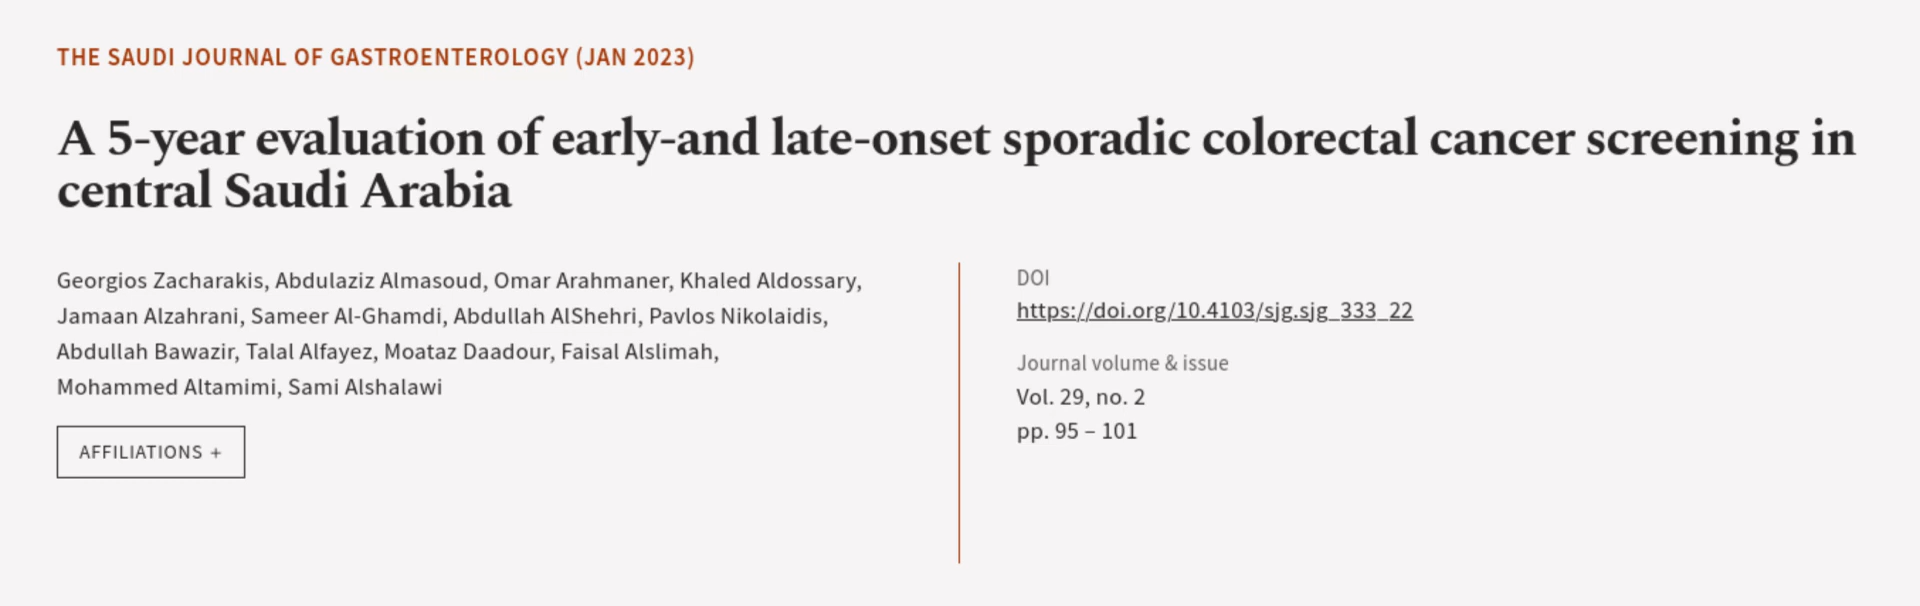 THE SAUDI JOURNAL OF GASTROENTEROLOGY (JAN 2023)
A 5-year evaluation of early-and late-onset sporadic colorectal cancer screening in
central Saudi Arabia
Georgios Zacharakis, Abdulaziz Almasoud, Omar Arahmaner, Khaled Aldossary,
Jamaan Alzahrani, Sameer Al-Ghamdi, Abdullah AlShehri, Pavlos Nikolaidis,
Abdullah Bawazir, Talal Alfayez, Moataz Daadour, Faisal Alslimah,
Mohammed Altamimi, Sami Alshalawi
AFFILIATIONS +
DOI
https://doi.org/10.4103/sjg.sjg_333_22
Journal volume & issue
Vol. 29, no. 2
pp. 95 – 101